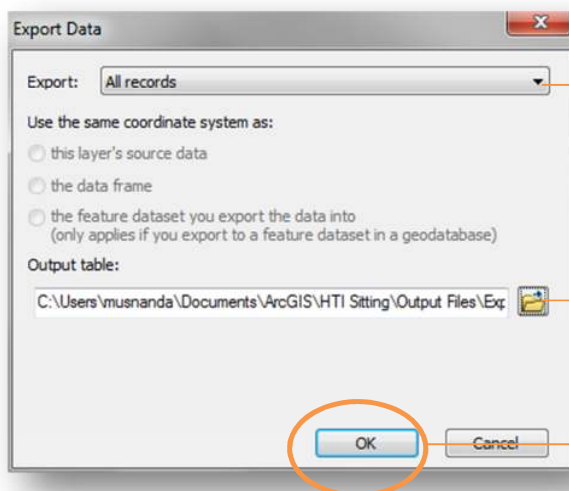 Export Data
Export: All records
Use the same coordinate system as:
this layer's source data
the data frame
the feature dataset you export the data into
(only applies if you export to a feature dataset in a geodatabase)
Output table:
C:\Users\musnanda\Documents\ArcGIS\HTI Sitting\Output Files\Exp
OK Cancel